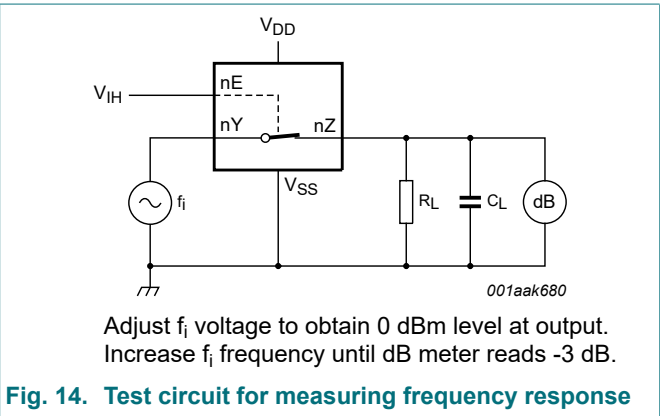 VDD
nE
VIH
nY
nZ
VSS
fi
RL
CL
dB
001aak680
Adjust fi voltage to obtain 0 dBm level at output.
Increase fi frequency until dB meter reads -3 dB.
Fig. 14. Test circuit for measuring frequency response